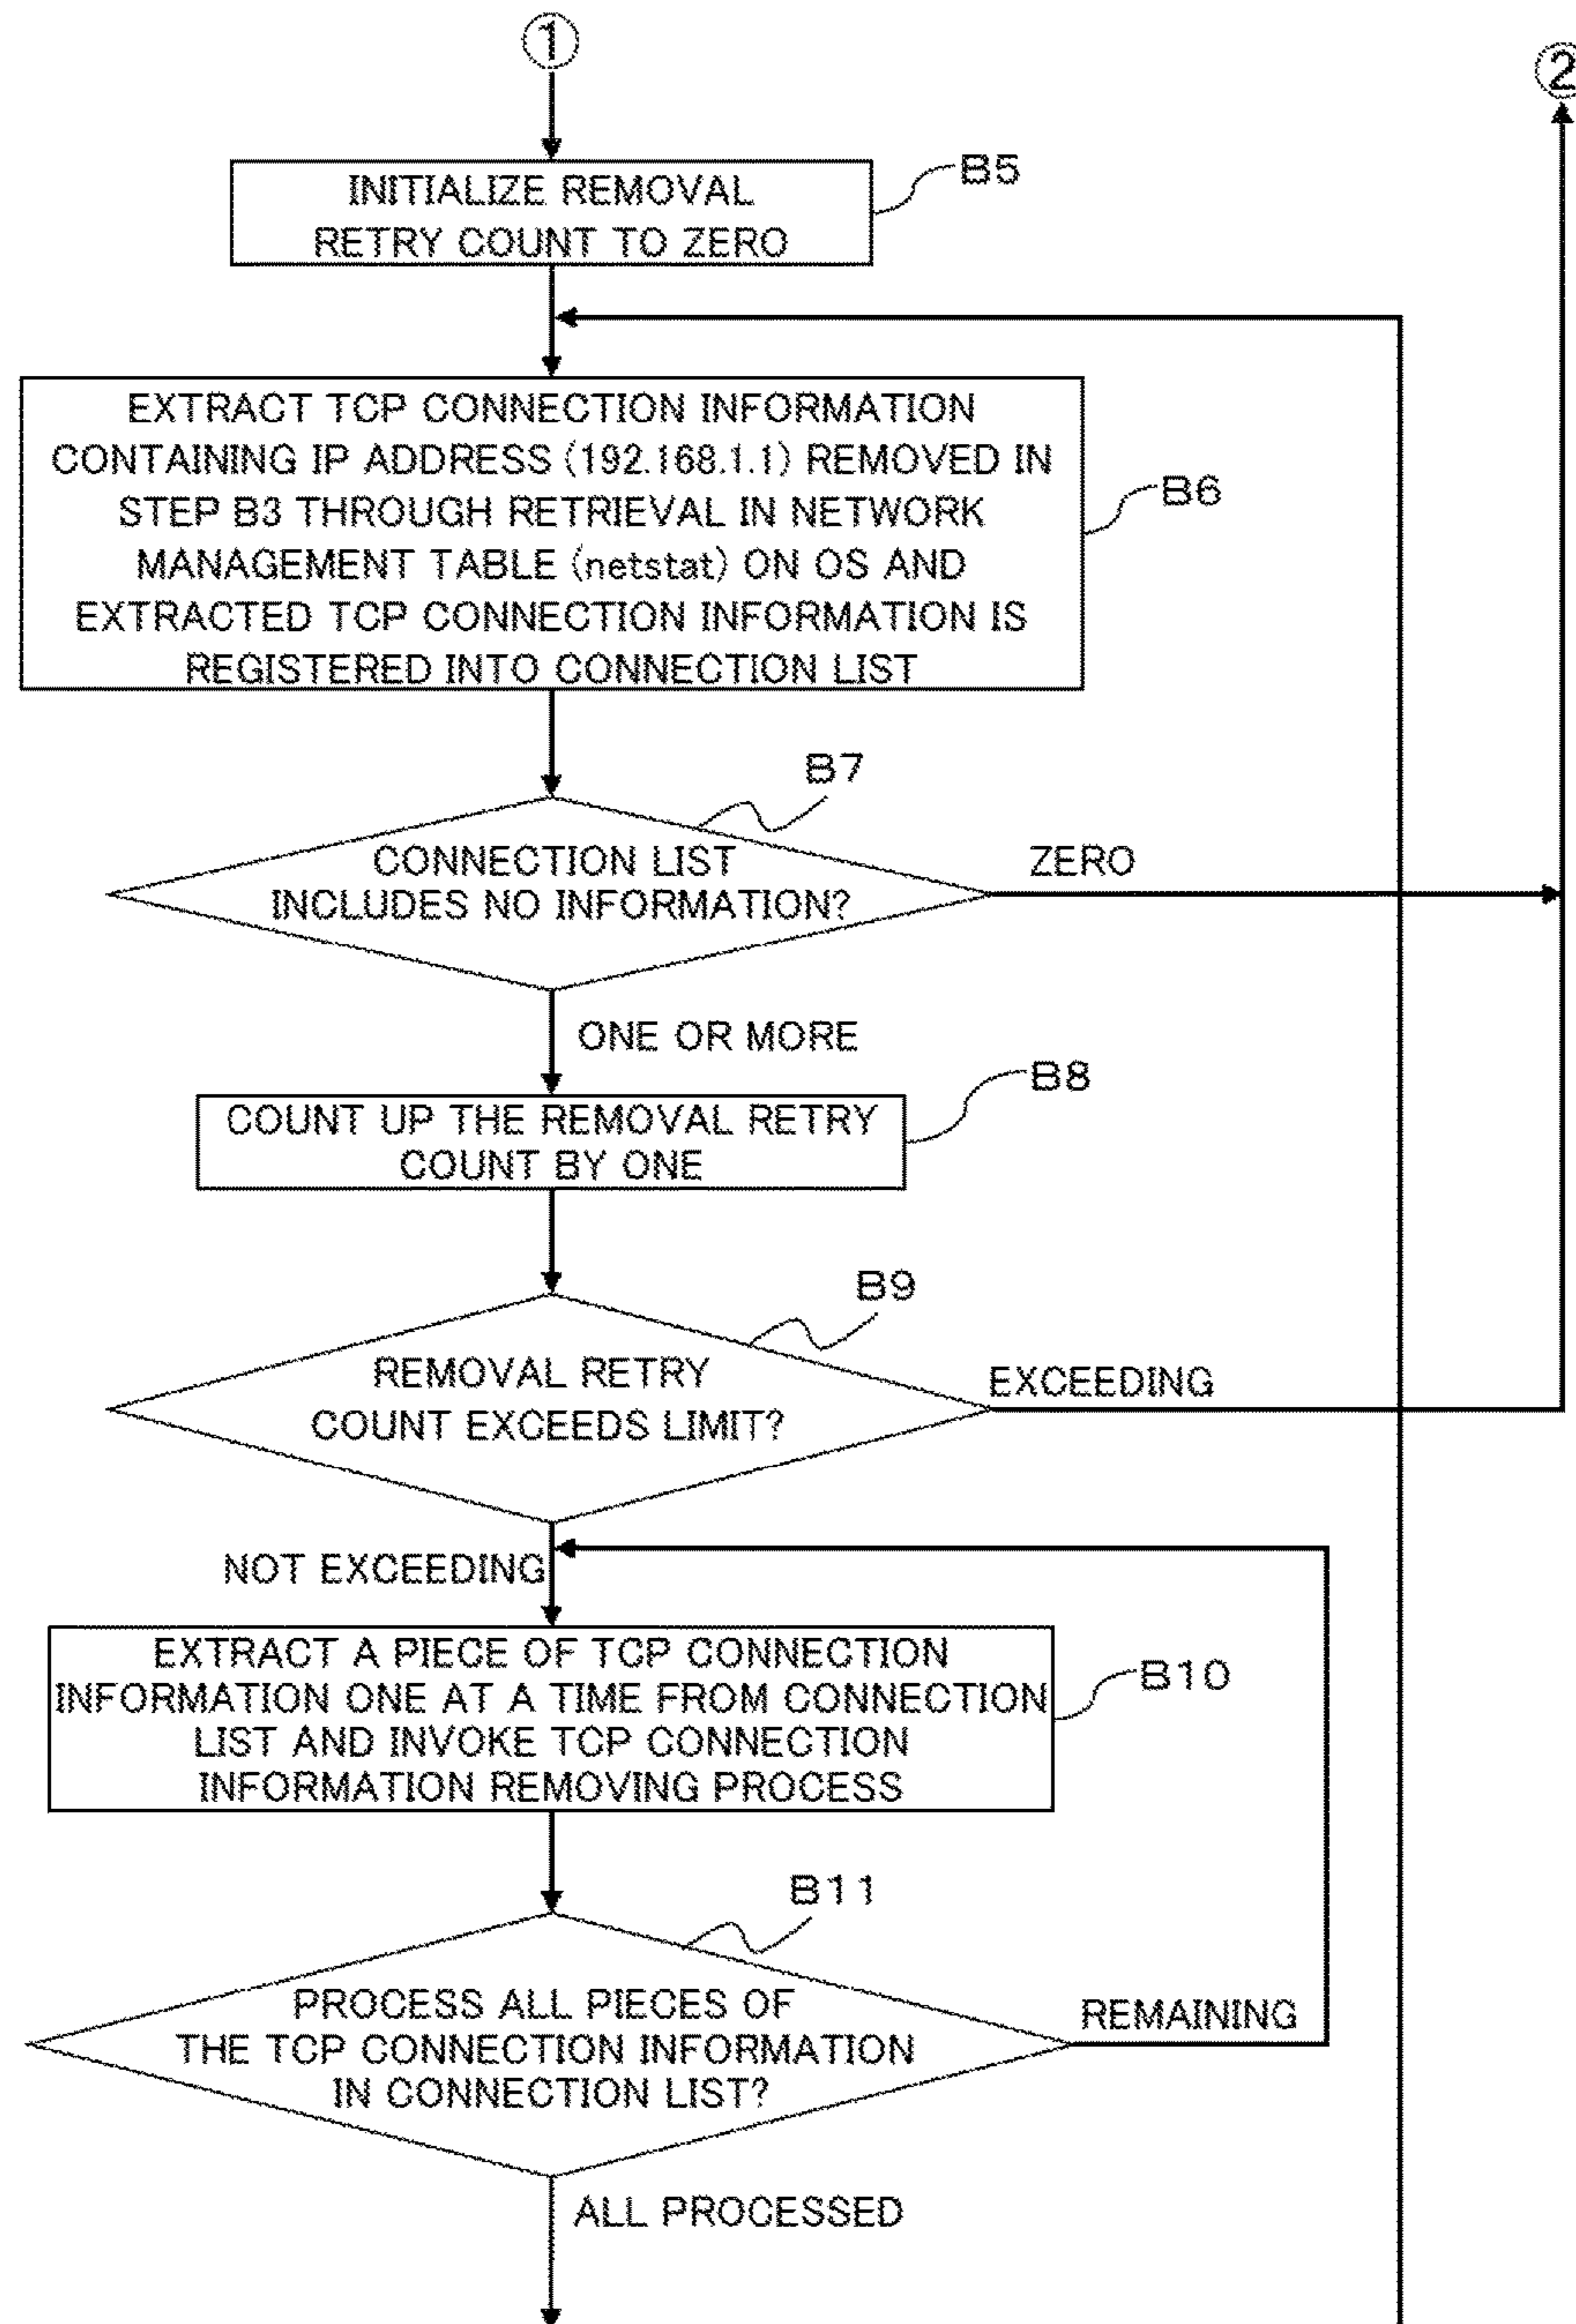 ①
②
INITIALIZE REMOVAL
RETRY COUNT TO ZERO
B5
EXTRACT TCP CONNECTION INFORMATION
CONTAINING IP ADDRESS (192.168.1.1) REMOVED IN
STEP B3 THROUGH RETRIEVAL IN NETWORK
MANAGEMENT TABLE (netstat) ON OS AND
EXTRACTED TCP CONNECTION INFORMATION IS
REGISTERED INTO CONNECTION LIST
B6
B7
CONNECTION LIST
INCLUDES NO INFORMATION?
ZERO
ONE OR MORE
COUNT UP THE REMOVAL RETRY
COUNT BY ONE
B8
B9
REMOVAL RETRY
COUNT EXCEEDS LIMIT?
EXCEEDING
NOT EXCEEDING
EXTRACT A PIECE OF TCP CONNECTION
INFORMATION ONE AT A TIME FROM CONNECTION
LIST AND INVOKE TCP CONNECTION
INFORMATION REMOVING PROCESS
B10
B11
PROCESS ALL PIECES OF
THE TCP CONNECTION INFORMATION
IN CONNECTION LIST?
REMAINING
ALL PROCESSED